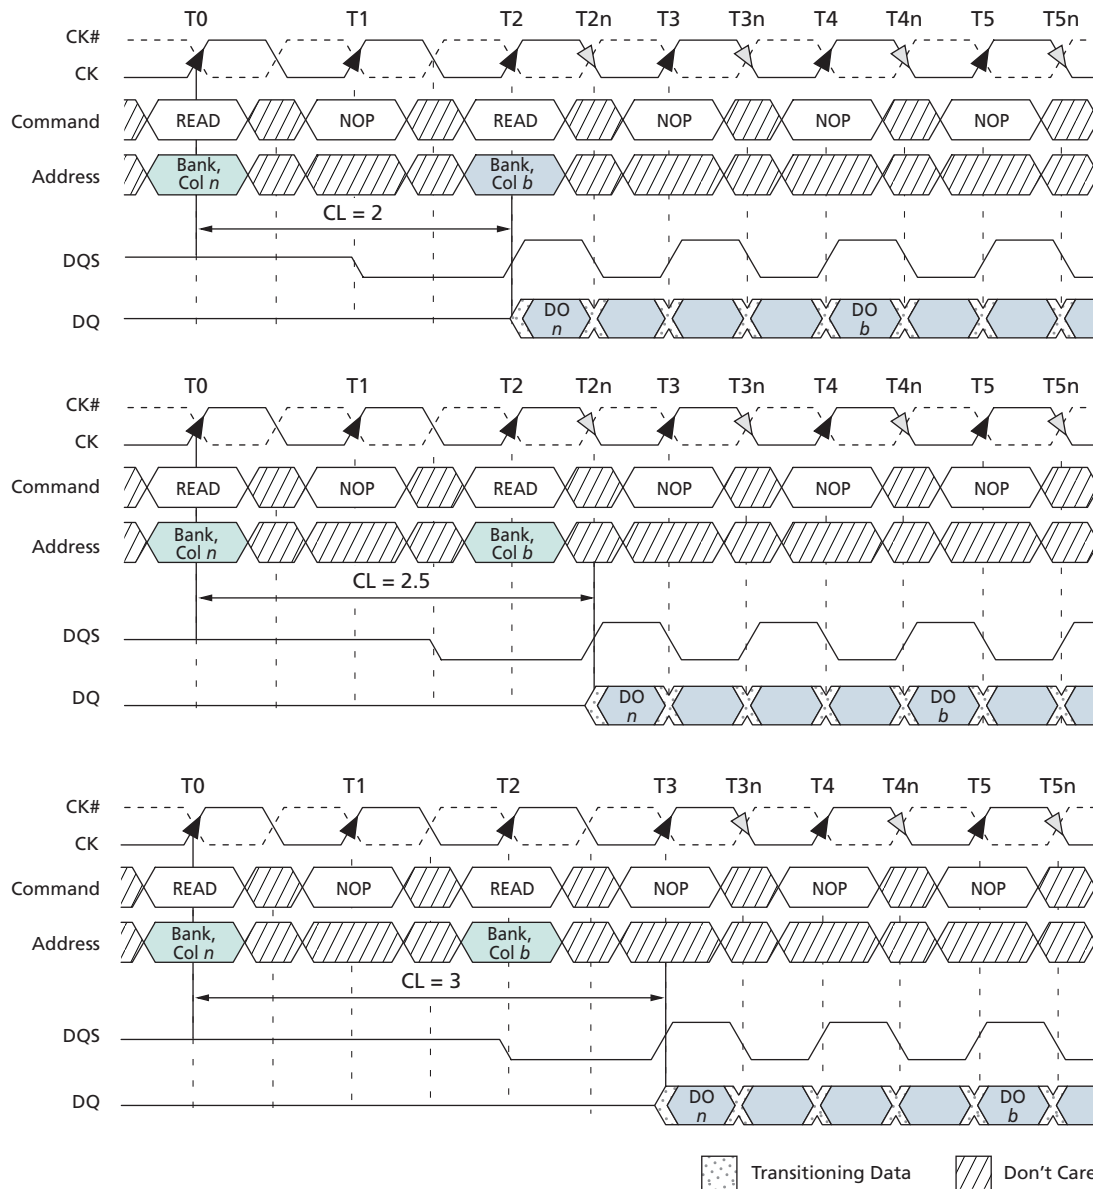 T0 T1 T2 T2n T3 T3n T4 T4n T5 T5n
CK#
CK
Command READ NOP READ NOP NOP NOP
Address Bank, Col n Bank, Col b
CL = 2
DQS
DQ DO n DO b
T0 T1 T2 T2n T3 T3n T4 T4n T5 T5n
CK#
CK
Command READ NOP READ NOP NOP NOP
Address Bank, Col n Bank, Col b
CL = 2.5
DQS
DQ DO n DO b
T0 T1 T2 T3 T3n T4 T4n T5 T5n
CK#
CK
Command READ NOP READ NOP NOP NOP
Address Bank, Col n Bank, Col b
CL = 3
DQS
DQ DO n DO b
Transitioning Data Don't Care